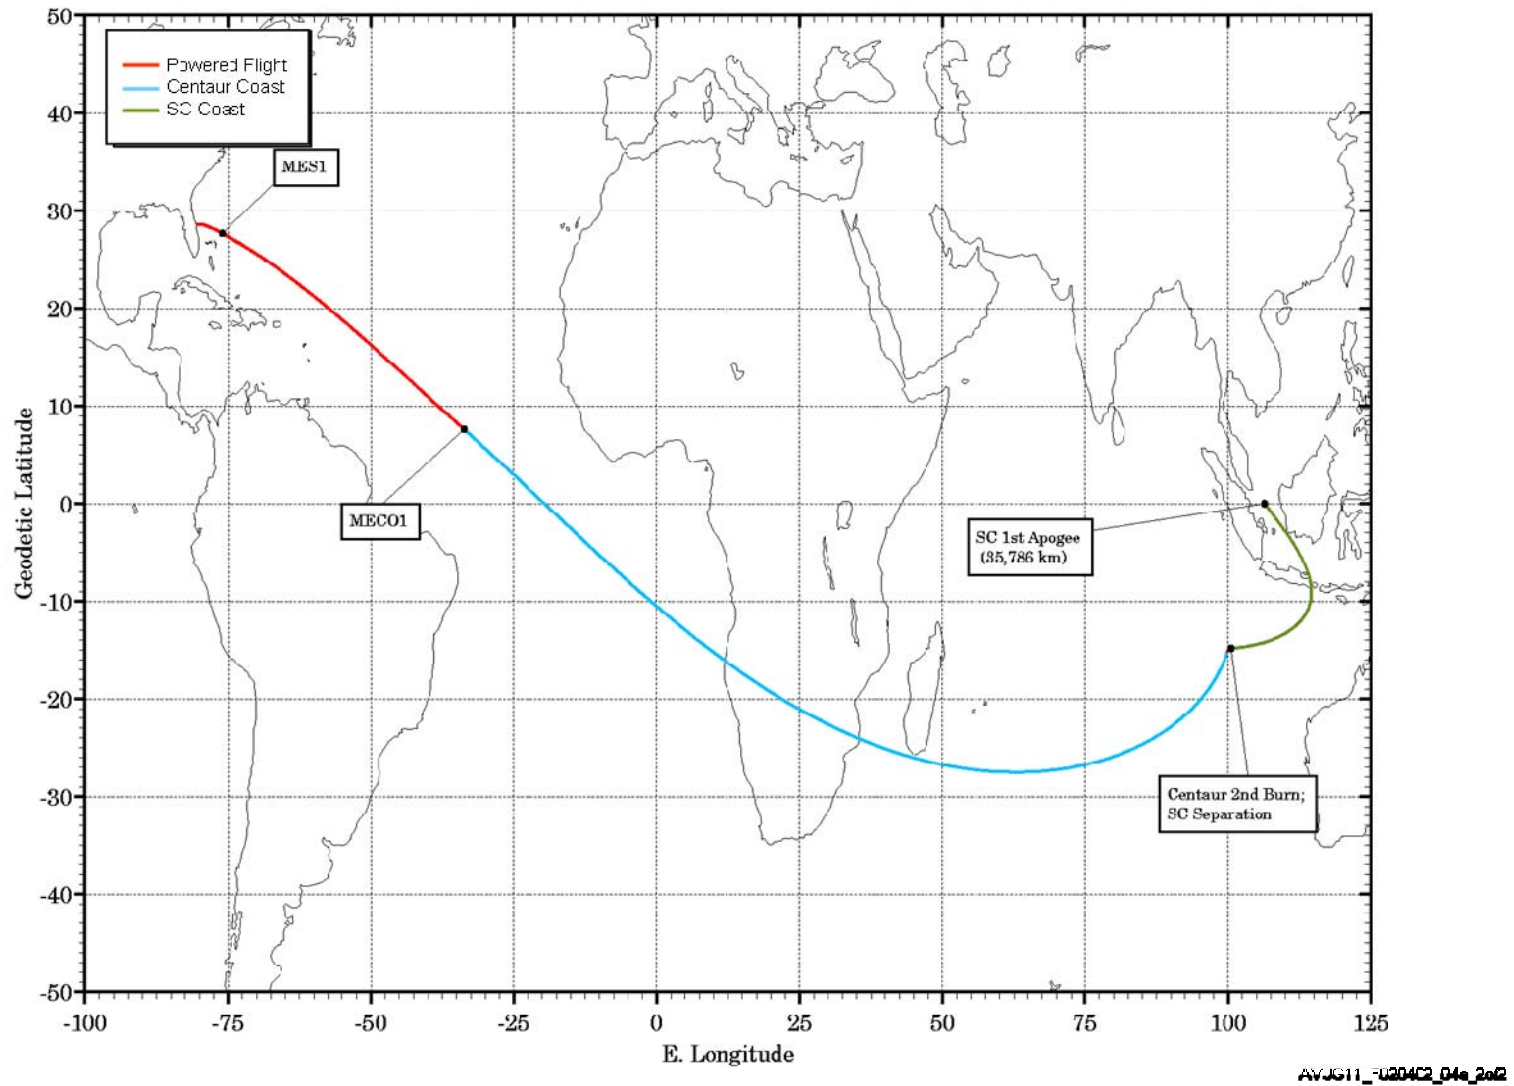 50
Powered Flight
Centaur Coast
SC Coast
40
MES1
30
20
10
Geodetic Latitude
0
MECO1
SC 1st Apogee
(35,786 km)
-10
-20
Centaur 2nd Burn;
SC Separation
-30
-40
-50
-100 -75 -50 -25 0 25 50 75 100 125
E. Longitude